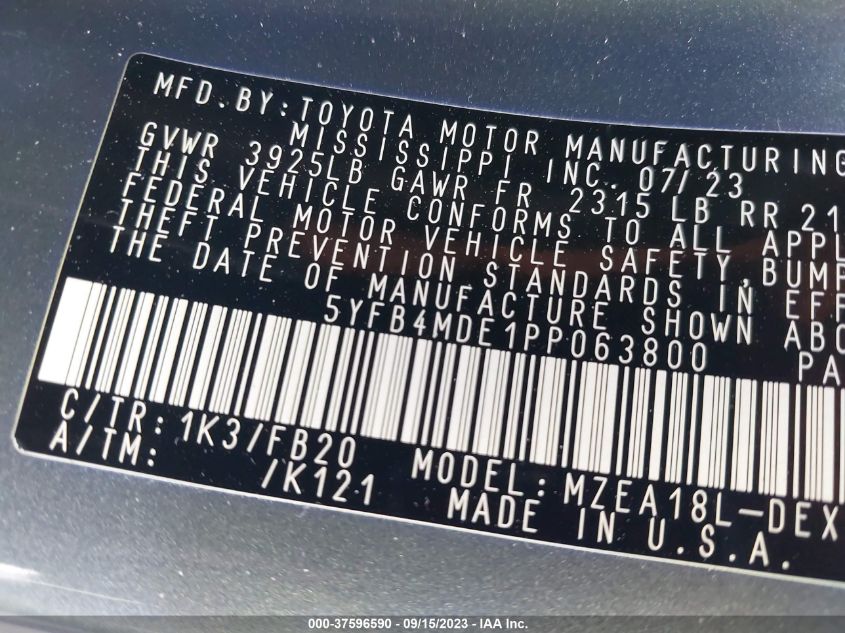 MFD. BY: TOYOTA MOTOR MANUFACTURING
MISSISSIPPI INC. 07/23
GVWR 3925LB GAWR FR 2315 LB RR 21
THIS VEHICLE CONFORMS TO ALL APPL
FEDERAL MOTOR VEHICLE SAFETY, BUMP
THEFT PREVENTION STANDARDS IN EFF
THE DATE OF MANUFACTURE SHOWN ABO
5YFB4MDE1PP063800 PA
C/TR: 1K3/FB20 MODEL: MZEA18L-DEX
A/TM: /K121 MADE IN U.S.A.
000-37596590 - 09/15/2023 - IAA Inc.